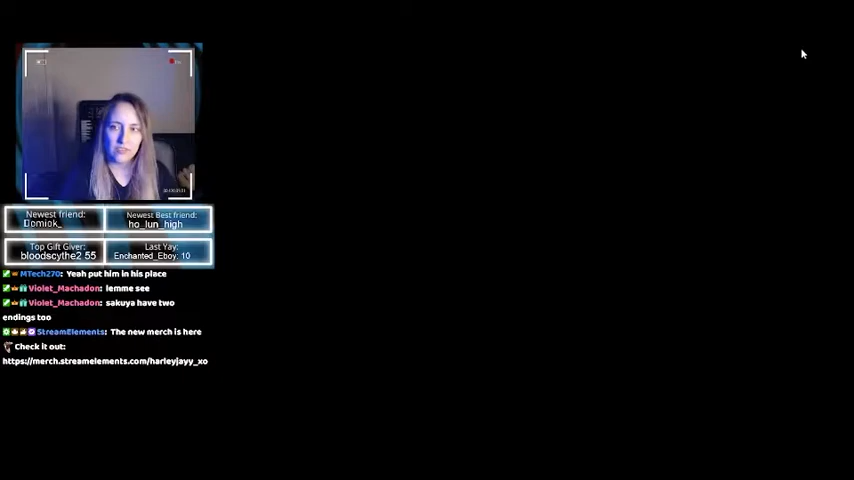 Newest friend:
Domiok_
Newest Best friend:
ho_lun_high
Top Gift Giver:
bloodscythe2 55
Last Yay:
Enchanted_Eboy: 10
MTech270: Yeah put him in his place
Violet_Machadon: lemme see
Violet_Machadon: sakuya have two
endings too
StreamElements: The new merch is here
Check it out:
https://merch.streamelements.com/harleyjayy_xo